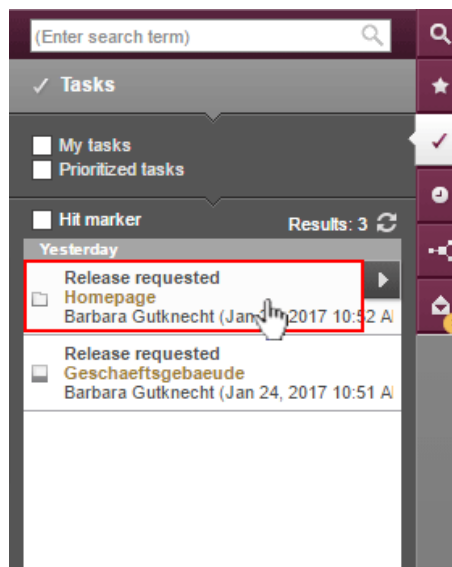 (Enter search term)
Tasks
My tasks
Prioritized tasks
Hit marker
Results: 3
Yesterday
Release requested
Homepage
Barbara Gutknecht (Jan 2017 10:52 A
Release requested
Geschaeftsgebaeude
Barbara Gutknecht (Jan 24, 2017 10:51 A